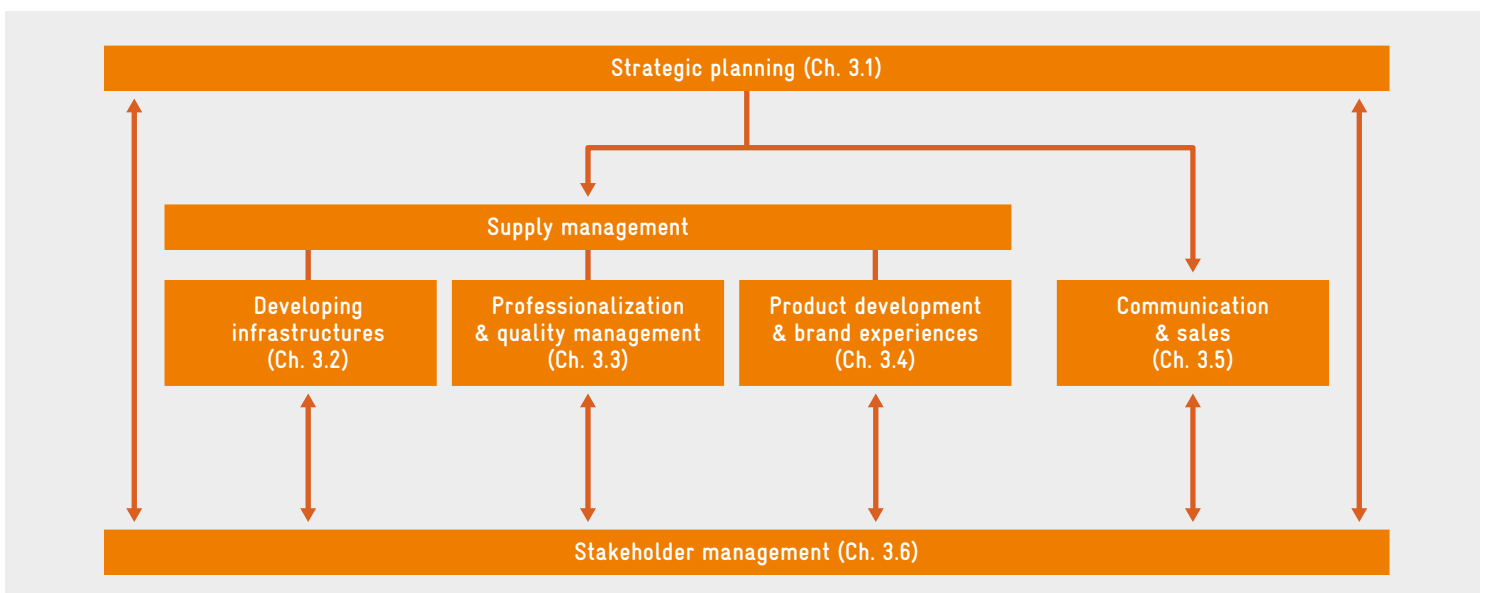 Strategic planning (Ch. 3.1)
Supply management
Developing
infrastructures
(Ch. 3.2)
Professionalization
& quality management
(Ch. 3.3)
Product development
& brand experiences
(Ch. 3.4)
Communication
& sales
(Ch. 3.5)
Stakeholder management (Ch. 3.6)